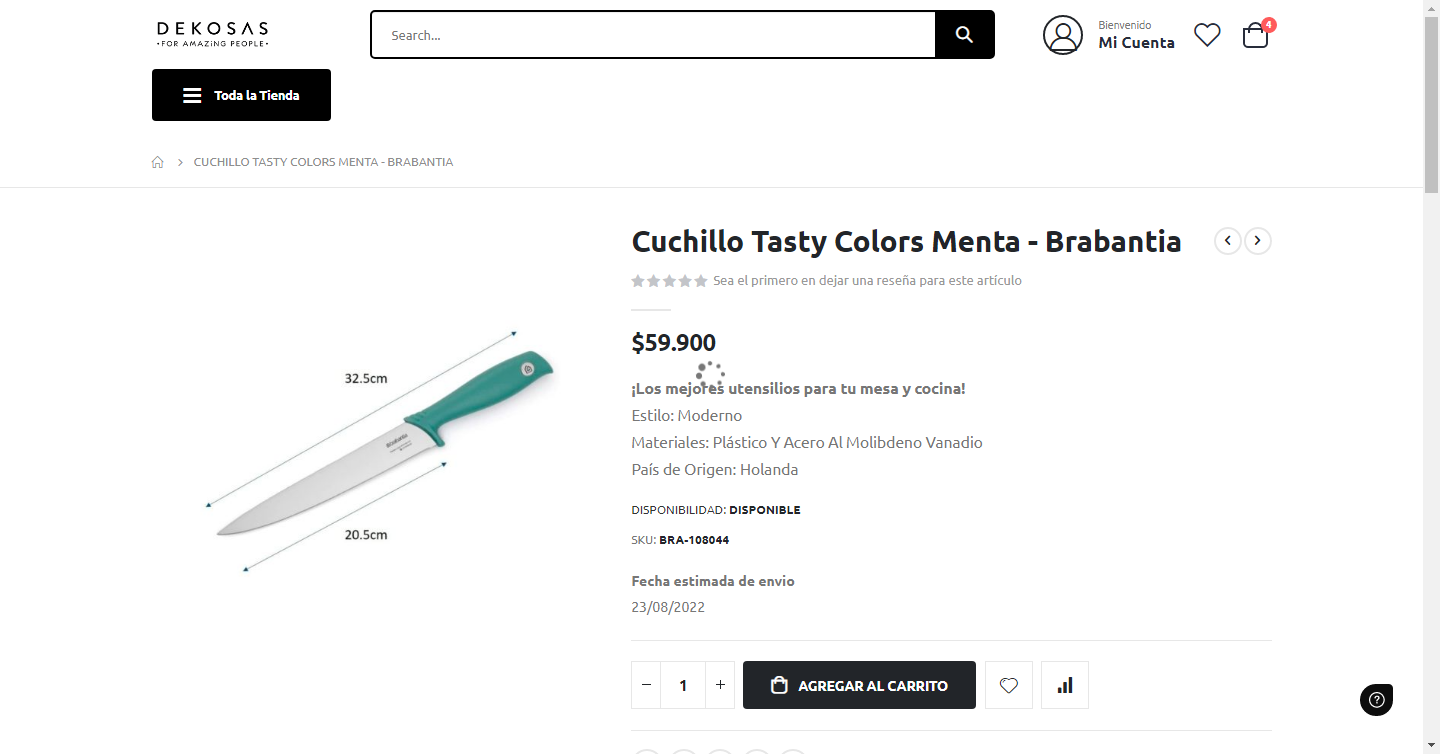 DEKOSAS
•FOR AMAZiNG PEOPLE•
Search...
Bienvenido
Mi Cuenta
4
Toda la Tienda
CUCHILLO TASTY COLORS MENTA - BRABANTIA
Cuchillo Tasty Colors Menta - Brabantia
Sea el primero en dejar una reseña para este artículo
$59.900
¡Los mejores utensilios para tu mesa y cocina!
Estilo: Moderno
Materiales: Plástico Y Acero Al Molibdeno Vanadio
País de Origen: Holanda
DISPONIBILIDAD: DISPONIBLE
SKU: BRA-108044
Fecha estimada de envio
23/08/2022
− 1 +
AGREGAR AL CARRITO
32.5cm
brabantia
20.5cm